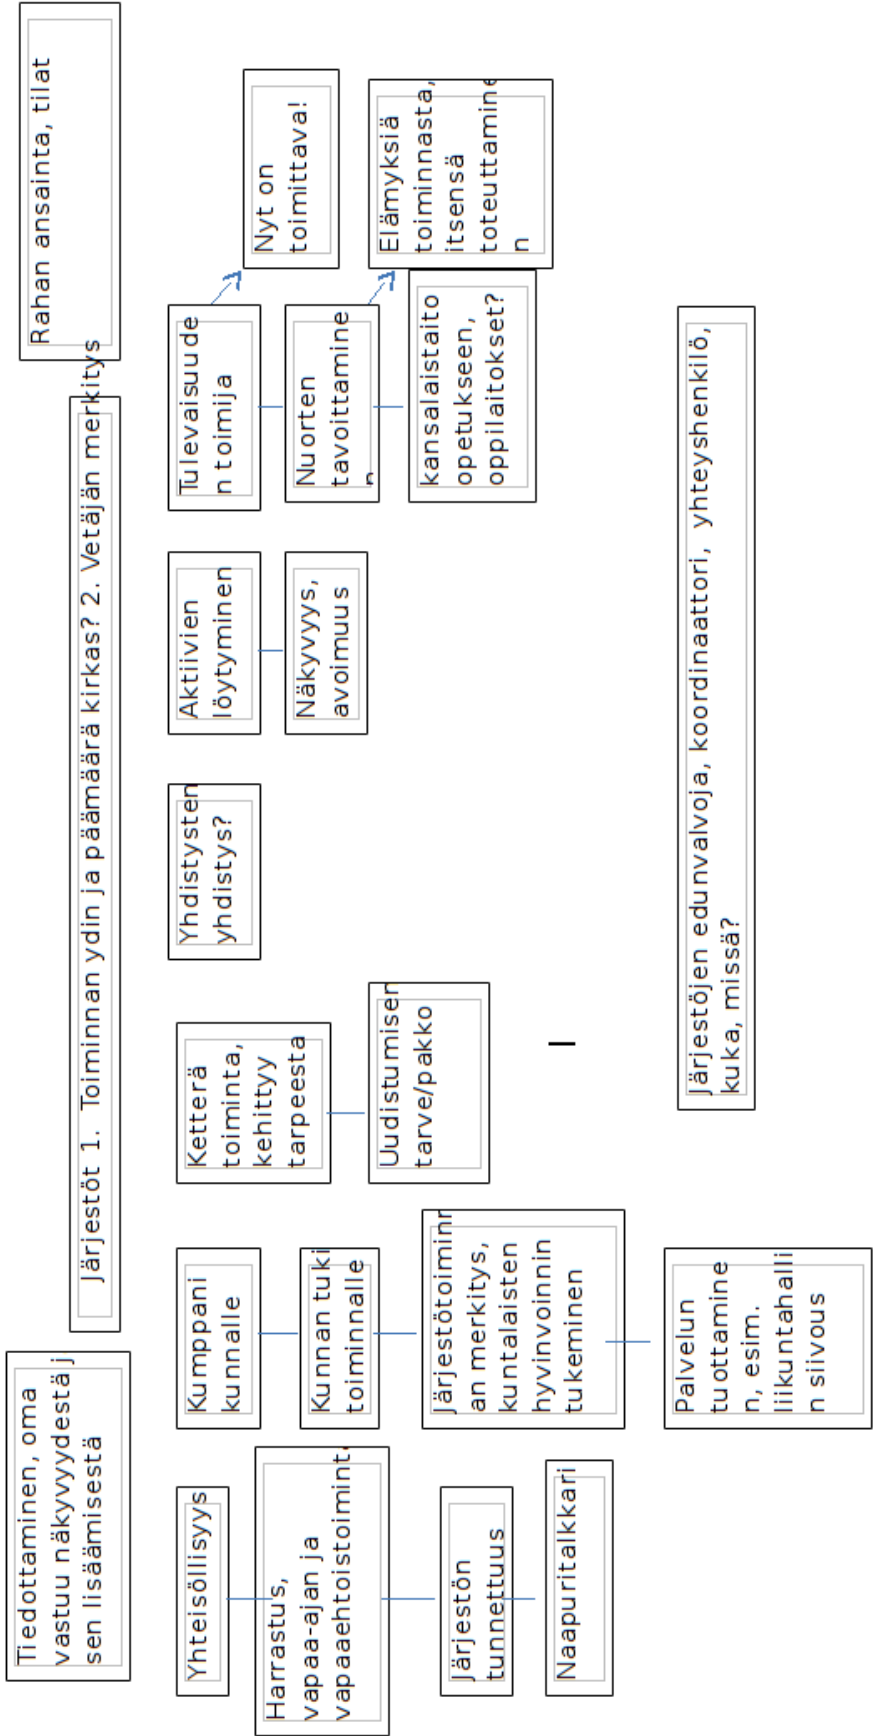 Tiedottaminen, oma
vastuu näkyvyydestä j
sen lisäämisestä
Järjestöt 1. Toiminnan ydin ja päämäärä kirkas? 2. Vetäjän merkitys
Rahan ansainta, tilat
Yhteisöllisyys
Harrastus,
vapaa-ajan ja
vapaaehtoistoimint
Järjestön
tunnettuus
Naapuritalkkari
Kumppani
kunnalle
Kunnan tuki
toiminnalle
Järjestötoiminn
an merkitys,
kuntalaisten
hyvinvoinnin
tukeminen
Palvelun
tuottamine
n, esim.
liikuntahalli
n siivous
Ketterä
toiminta,
kehittyy
tarpeesta
Uudistumisen
tarve/pakko
Yhdistysten
yhdistys?
Aktiivien
löytyminen
Näkyvyys,
avoimuus
Tulevaisuude
n toimija
Nuorten
tavoittamine
n
kansalaistaito
opetukseen,
oppilaitokset?
Nyt on
toimittava!
Elämyksiä
toiminnasta,
itsensä
toteuttamine
n
Järjestöjen edunvalvoja, koordinaattori, yhteyshenkilö,
kuka, missä?